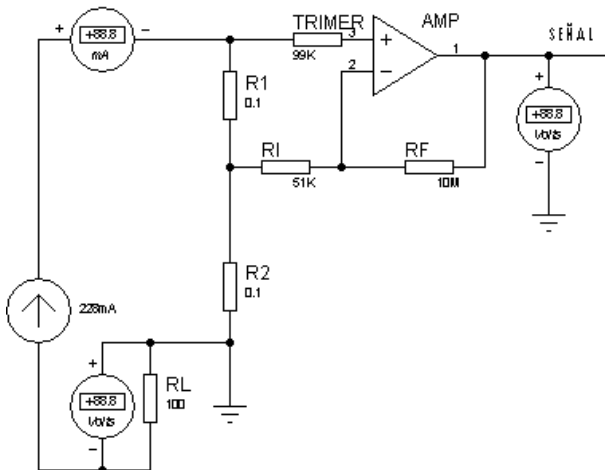 + +88.8 mA −
TRIMER
99K
AMP
3 +
2 −
1
SEÑAL
R1
0.1
RI
51K
RF
10M
+
+88.8
Volts
−
R2
0.1
228mA
+
+88.8
Volts
−
RL
100